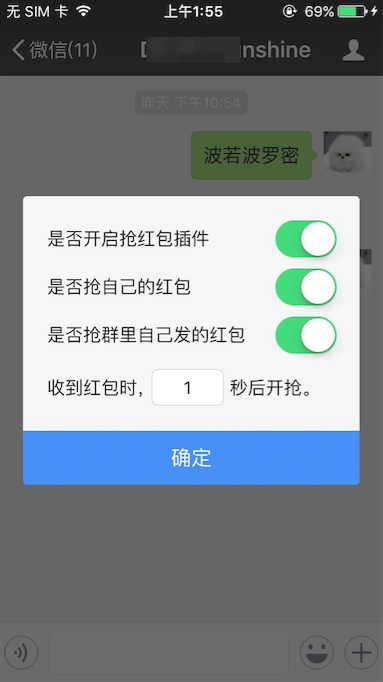 无 SIM 卡 上午1:55 69%
微信(11) D nshine
昨天 下午10:54
波若波罗密
是否开启抢红包插件
是否抢自己的红包
是否抢群里自己发的红包
收到红包时, 1 秒后开抢。
确定